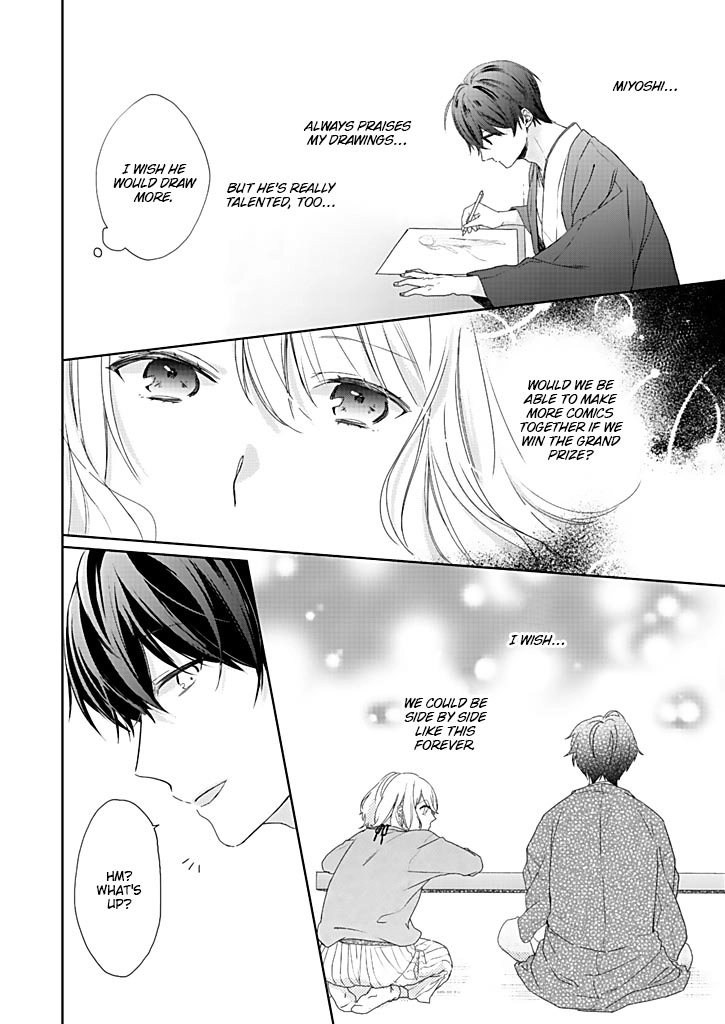 MIYOSHI...
ALWAYS PRAISES
MY DRAWINGS...
BUT HE'S REALLY
TALENTED, TOO...
I WISH HE
WOULD DRAW
MORE.
WOULD WE BE
ABLE TO MAKE
MORE COMICS
TOGETHER IF WE
WIN THE GRAND
PRIZE?
I WISH...
WE COULD BE
SIDE BY SIDE
LIKE THIS
FOREVER.
HM?
WHAT'S
UP?